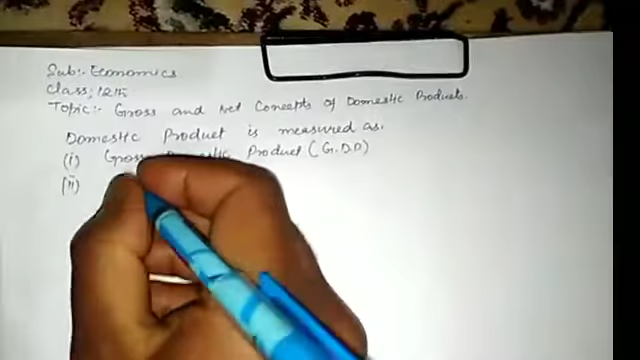 Sub:- Economics
Class; 12th
Topic:- Gross and Net Concepts of Domestic Products.
Domestic Product is measured as.
(i) Gross Domestic Product (G.D.P)
(ii)